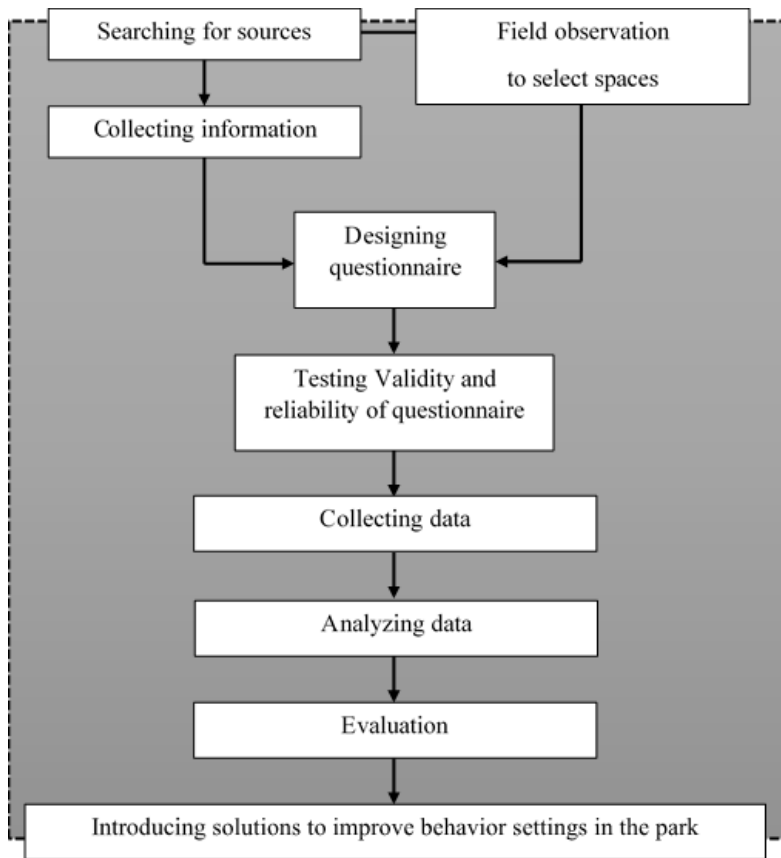 Searching for sources
Field observation
to select spaces
Collecting information
Designing
questionnaire
Testing Validity and
reliability of questionnaire
Collecting data
Analyzing data
Evaluation
Introducing solutions to improve behavior settings in the park